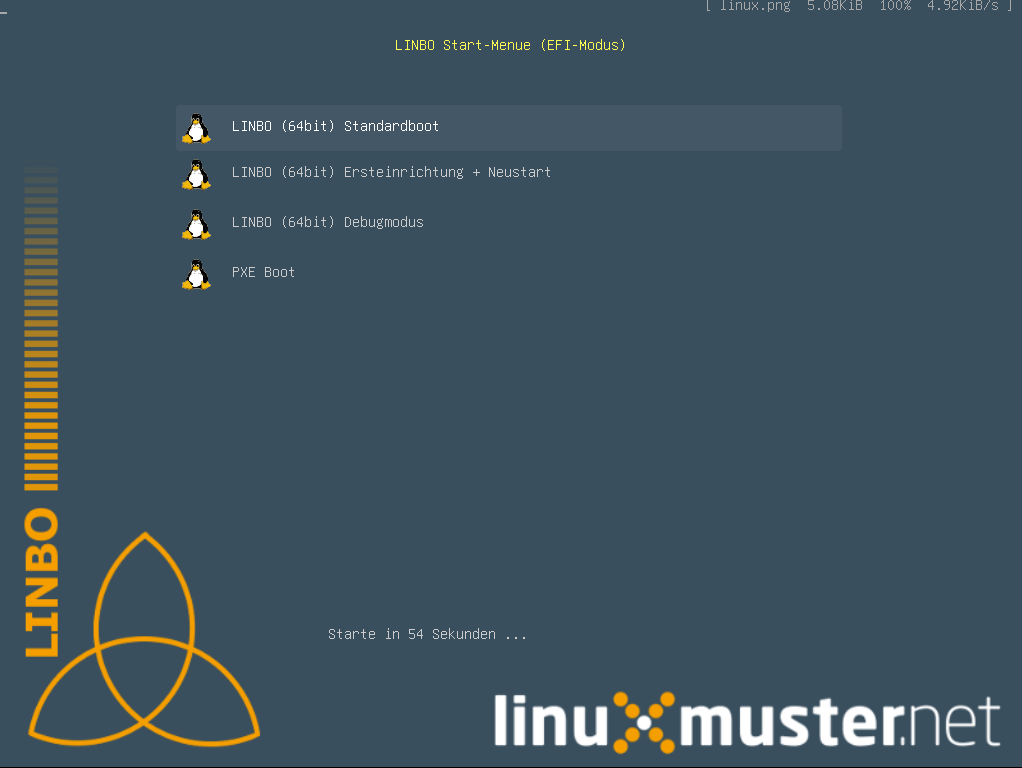 [ linux.png  5.08KiB  100%  4.92KiB/s ]
LINBO Start-Menue (EFI-Modus)
LINBO (64bit) Standardboot
LINBO (64bit) Ersteinrichtung + Neustart
LINBO (64bit) Debugmodus
PXE Boot
LINBO
Starte in 54 Sekunden ...
linuxmuster.net